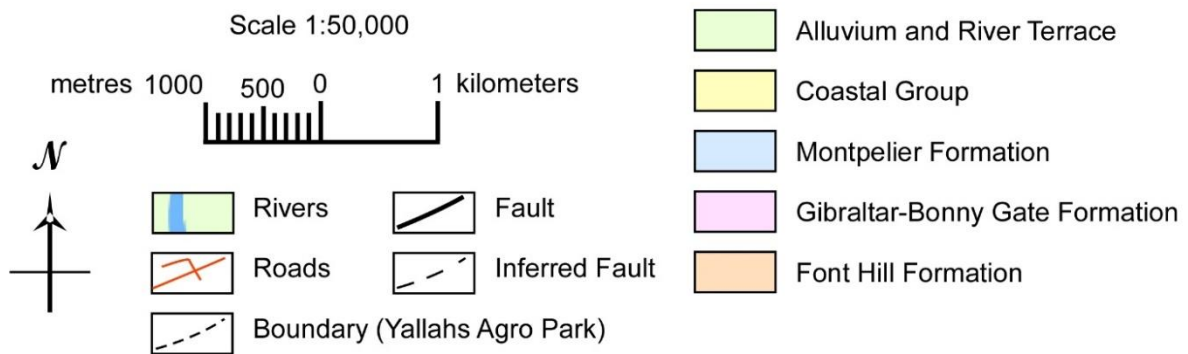 Scale 1:50,000
metres 1000 500 0 1 kilometers
N
Rivers
Fault
Roads
Inferred Fault
Boundary (Yallahs Agro Park)
Alluvium and River Terrace
Coastal Group
Montpelier Formation
Gibraltar-Bonny Gate Formation
Font Hill Formation